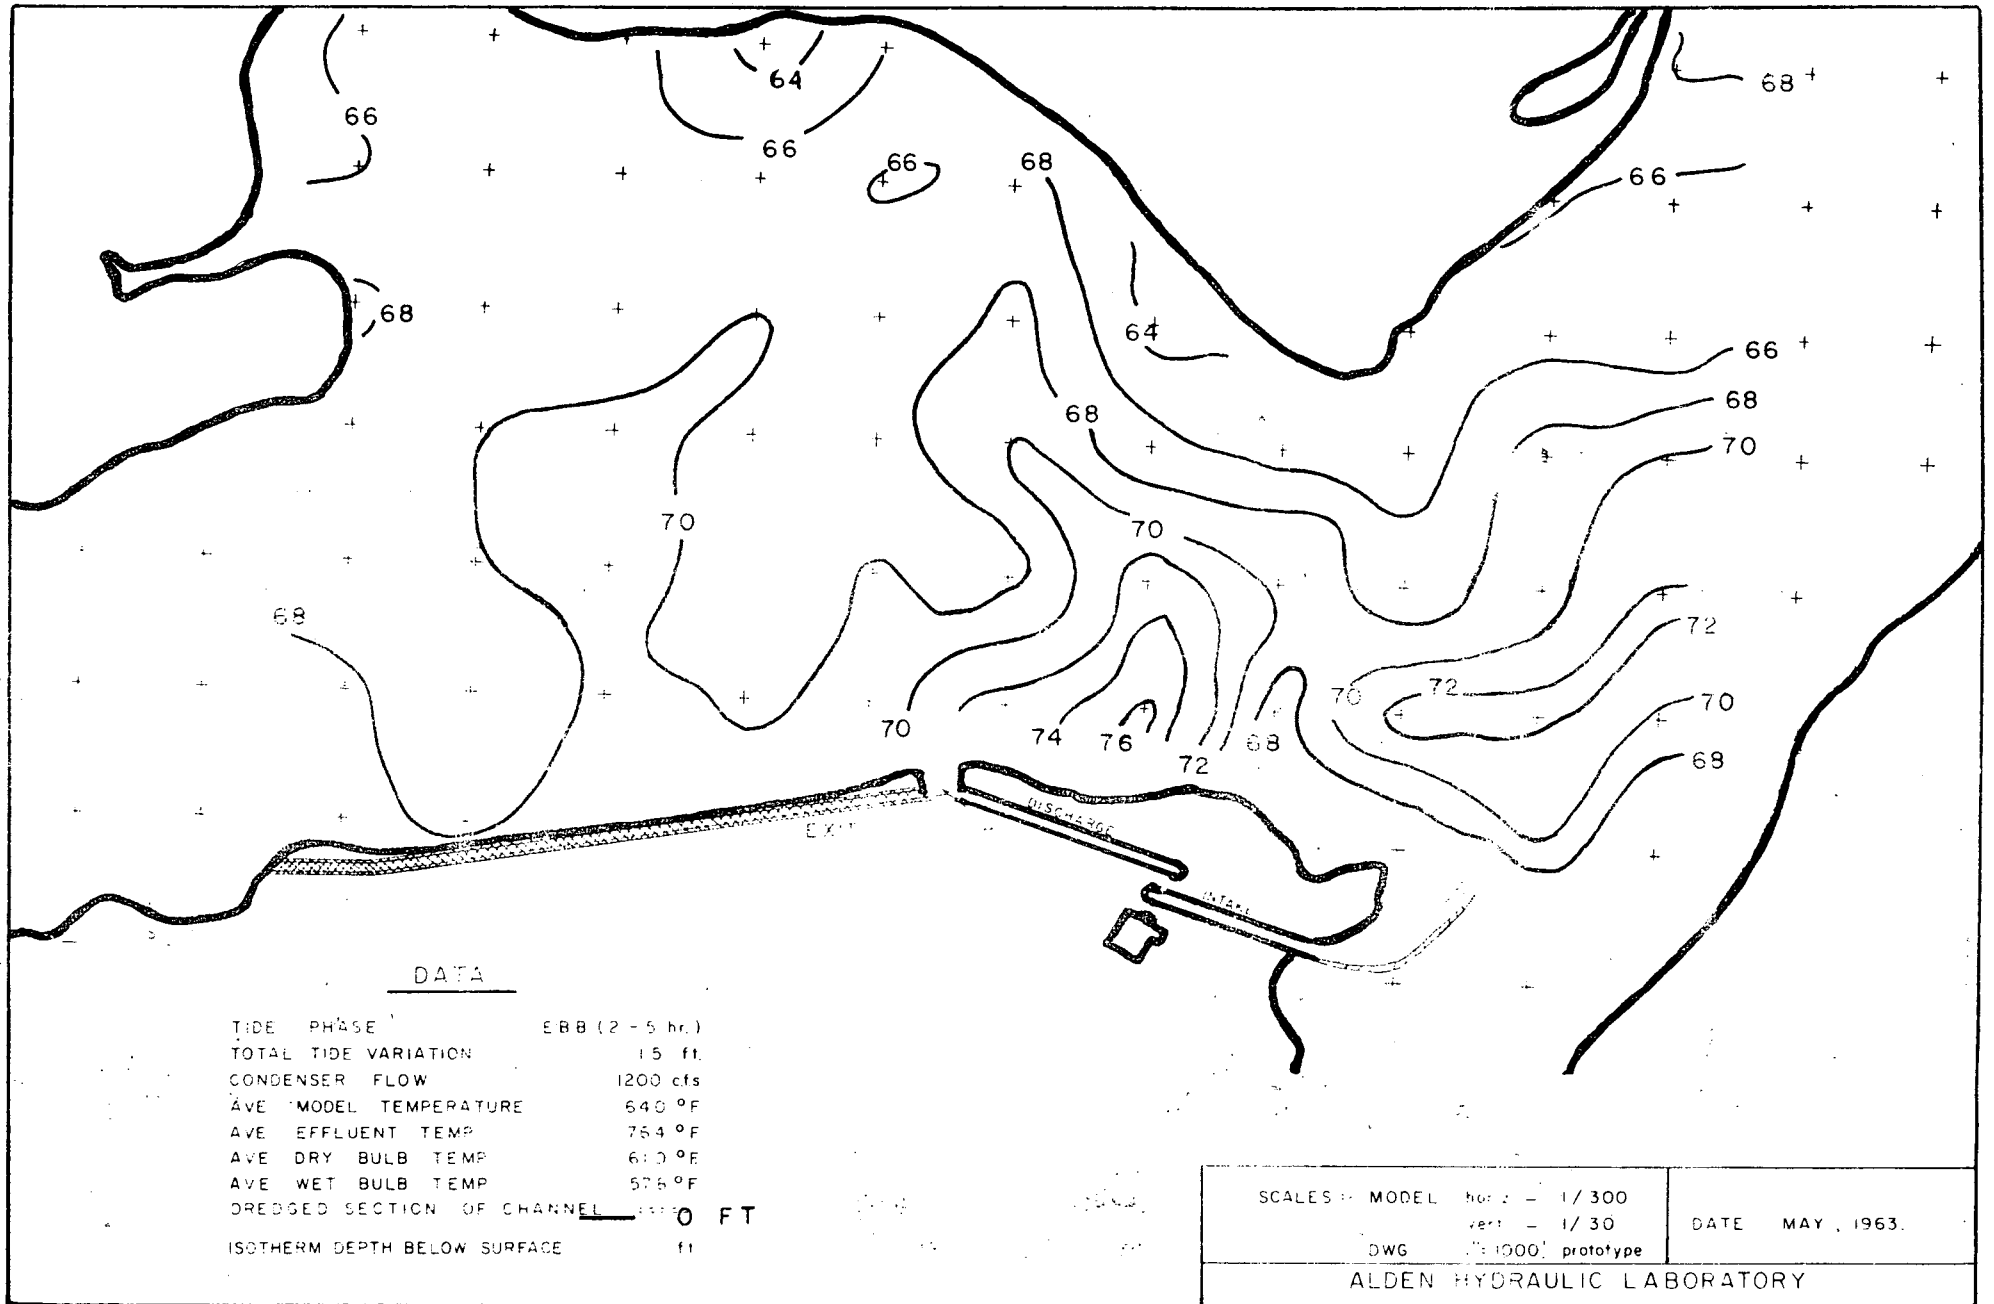 66
64
68
66
66
68
66
68
64
66
68
68
70
70
70
68
72
70
72
70
70
74
76
68
72
68
DISCHARGE
EXIT
INTAKE
DATA
TIDE PHASE EBB (2 - 5 hr.)
TOTAL TIDE VARIATION 1.5 ft.
CONDENSER FLOW 1200 cfs
AVE MODEL TEMPERATURE 64.0 °F
AVE EFFLUENT TEMP 76.4 °F
AVE DRY BULB TEMP °F
AVE WET BULB TEMP °F
DREDGED SECTION OF CHANNEL 0 FT
ISOTHERM DEPTH BELOW SURFACE ft
SCALES : MODEL horiz - 1/300
vert - 1/30
DWG 1"=1000' prototype
DATE MAY, 1963.
ALDEN HYDRAULIC LABORATORY